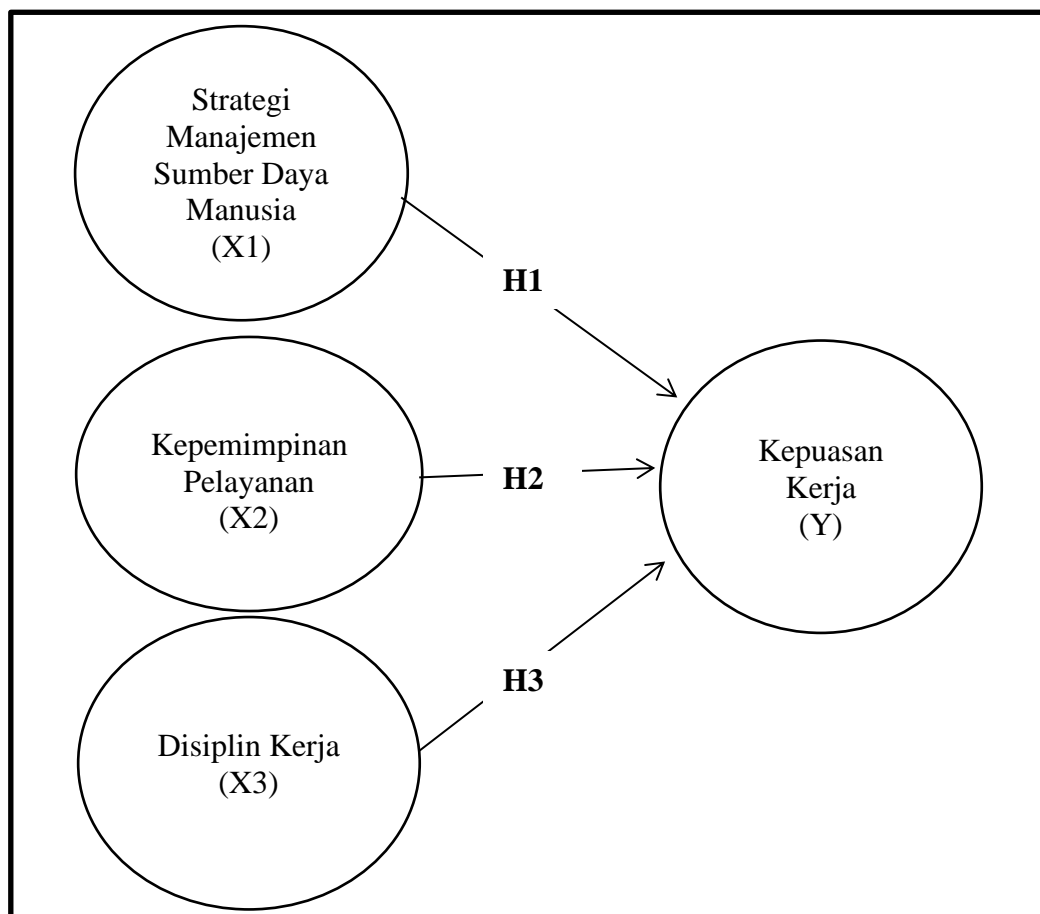 Strategi
Manajemen
Sumber Daya
Manusia
(X1)
H1
Kepemimpinan
Pelayanan
(X2)
H2
Kepuasan
Kerja
(Y)
H3
Disiplin Kerja
(X3)